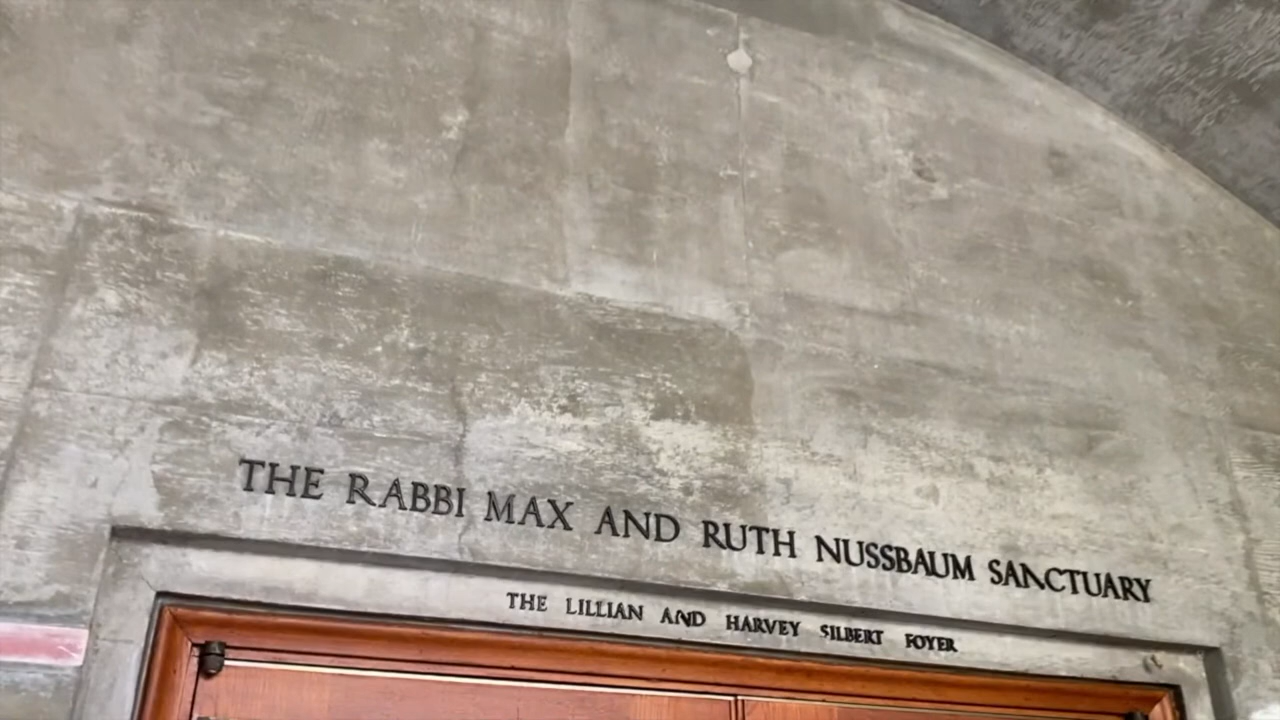 THE RABBI MAX AND RUTH NUSSBAUM SANCTUARY
THE LILLIAN AND HARVEY SILBERT FOYER